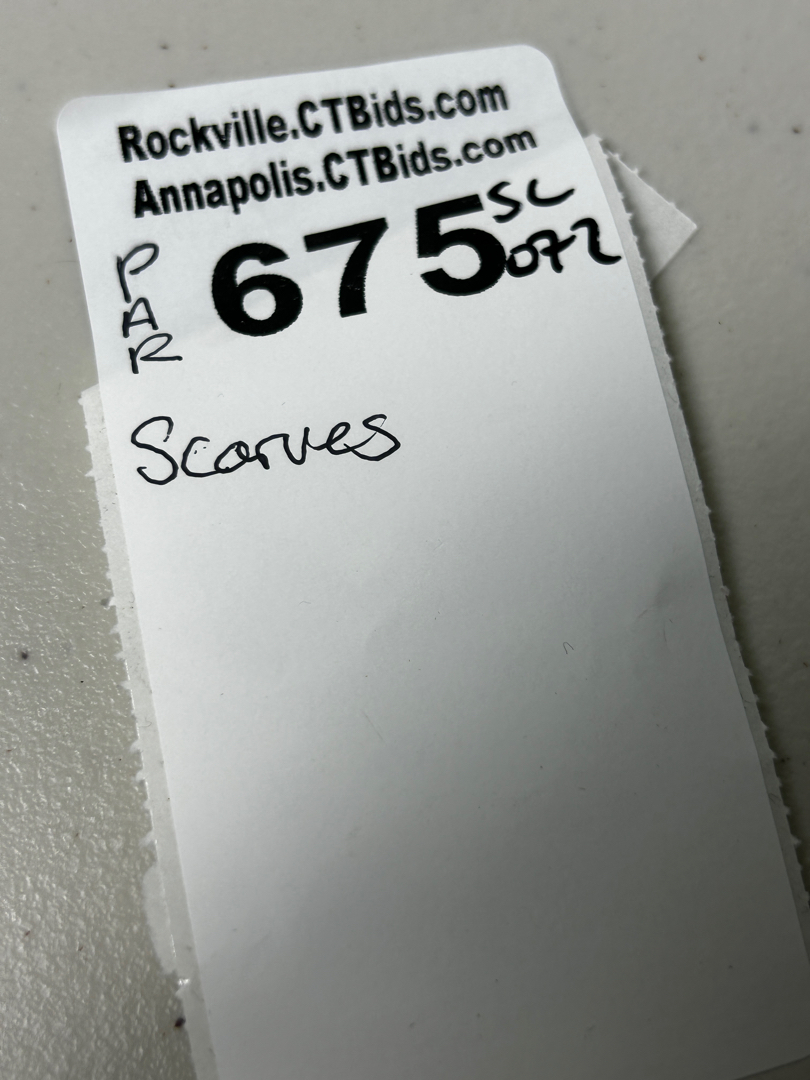 Rockville.CTBids.com
Annapolis.CTBids.com
SC
675 072
PAR
Scarves